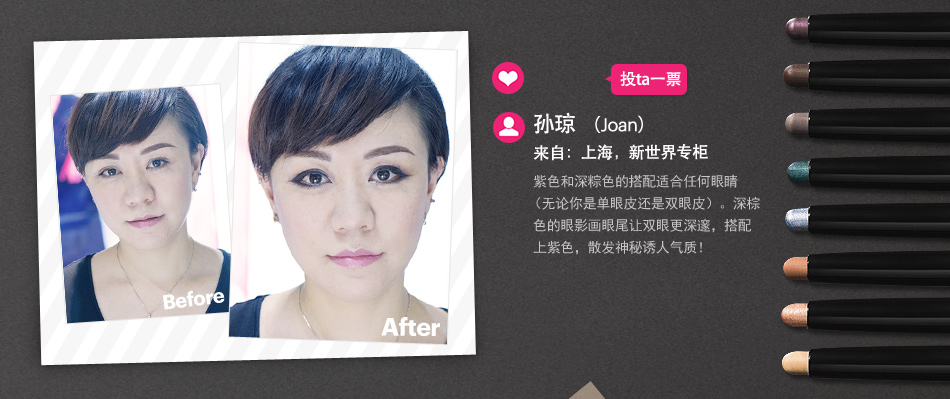 投ta一票
孙琼 （Joan）
来自：上海，新世界专柜
紫色和深棕色的搭配适合任何眼睛
（无论你是单眼皮还是双眼皮）。深棕
色的眼影画眼尾让双眼更深邃，搭配
上紫色，散发神秘诱人气质！
Before
After